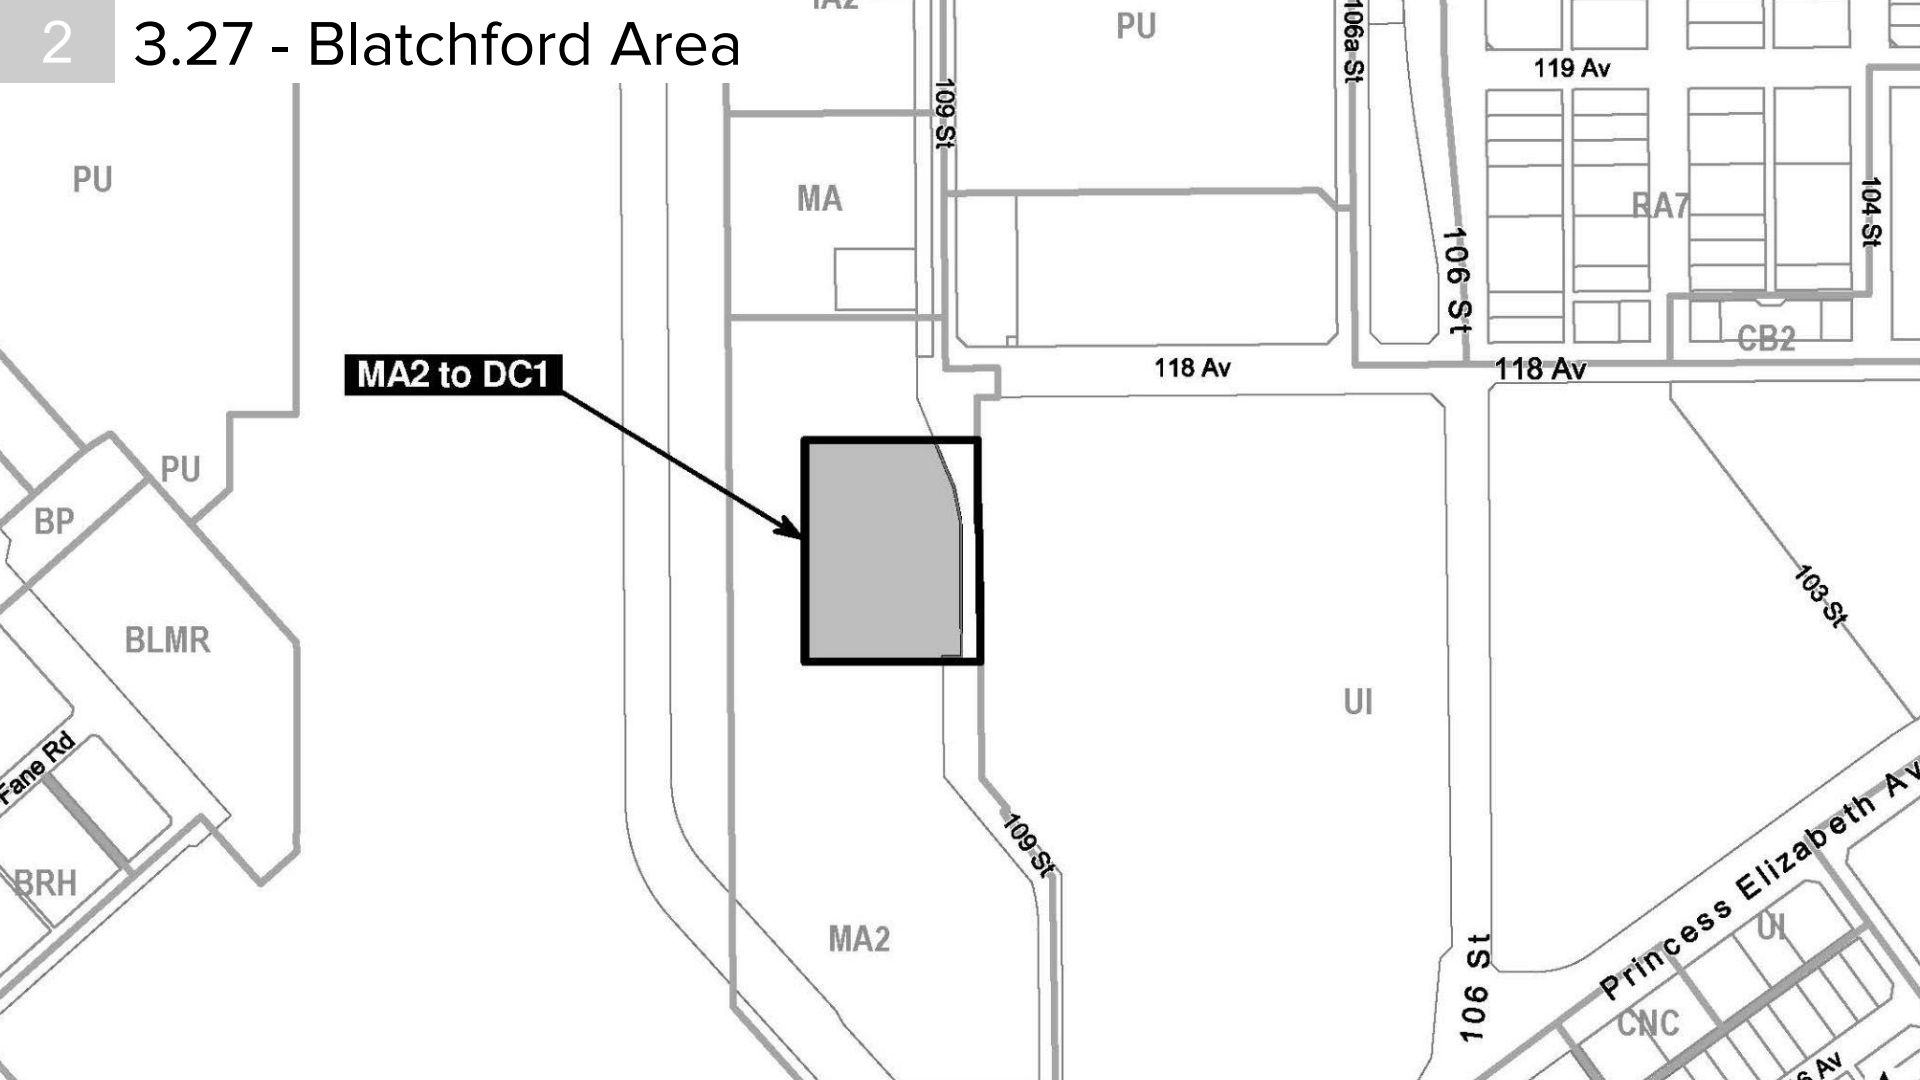 2
3.27 - Blatchford Area
PU
106a St
119 Av
109 St
PU
MA
104 St
RA7
106 St
CB2
118 Av
118 Av
MA2 to DC1
PU
BP
103 St
BLMR
UI
Fane Rd
109 St
Princess Elizabeth Av
BRH
UI
MA2
106 St
CNC